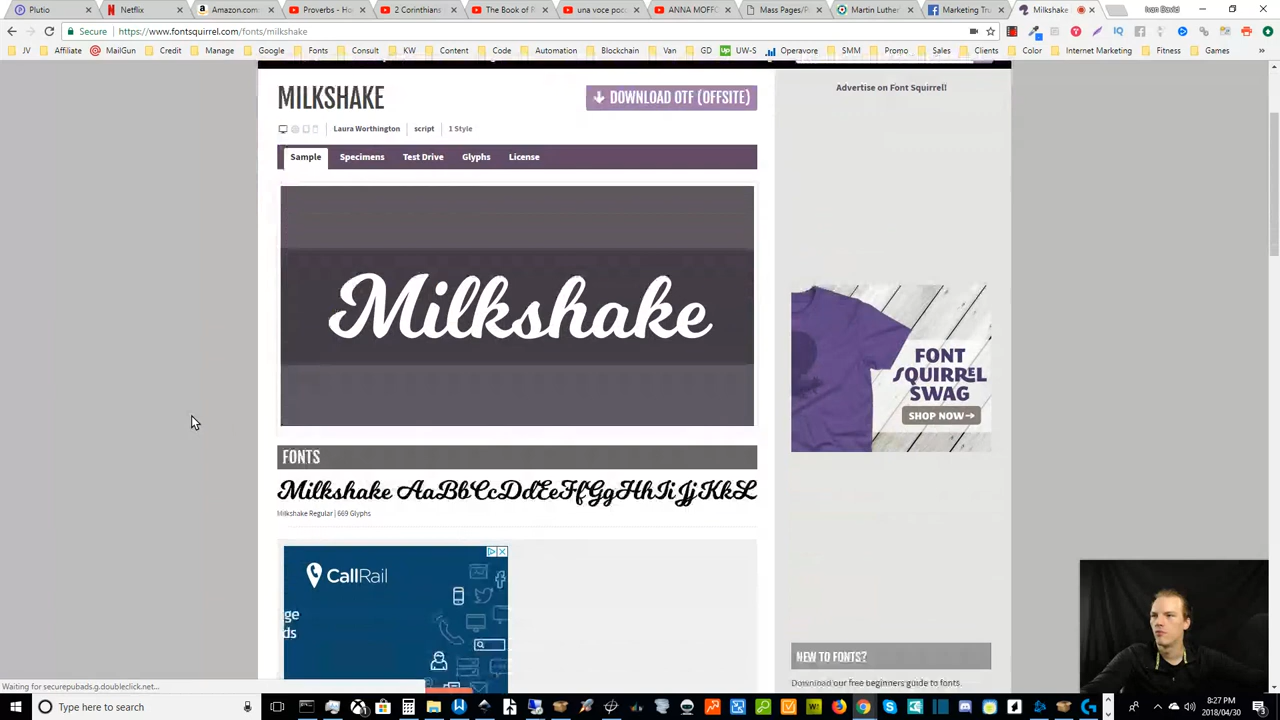 Plutio
Netflix
Amazon.com
Proverbs - Ho
2 Corinthians
The Book of R
una voce poc
ANNA MOFFO
Mass Pages/P
Martin Luther
Marketing Tru
Milkshake
Ivan David
Secure
https://www.fontsquirrel.com/fonts/milkshake
JV
Affiliate
MailGun
Credit
Manage
Google
Fonts
Consult
KW
Content
Code
Automation
Blockchain
Van
GD
UW-S
Operavore
SMM
Promo
Sales
Clients
Color
Internet Marketing
Fitness
Games
MILKSHAKE
DOWNLOAD OTF (OFFSITE)
Advertise on Font Squirrel!
Laura Worthington
script
1 Style
Sample
Specimens
Test Drive
Glyphs
License
Milkshake
FONT
SQUIRREL
SWAG
SHOP NOW→
FONTS
Milkshake AaBbCcDdEeFfGgHhIiJjKkL
Milkshake Regular | 669 Glyphs
CallRail
ge
ds
NEW TO FONTS?
Download our free beginners guide to fonts.
Waiting for securepubads.g.doubleclick.net...
Type here to search
8:27 PM
2018/04/30